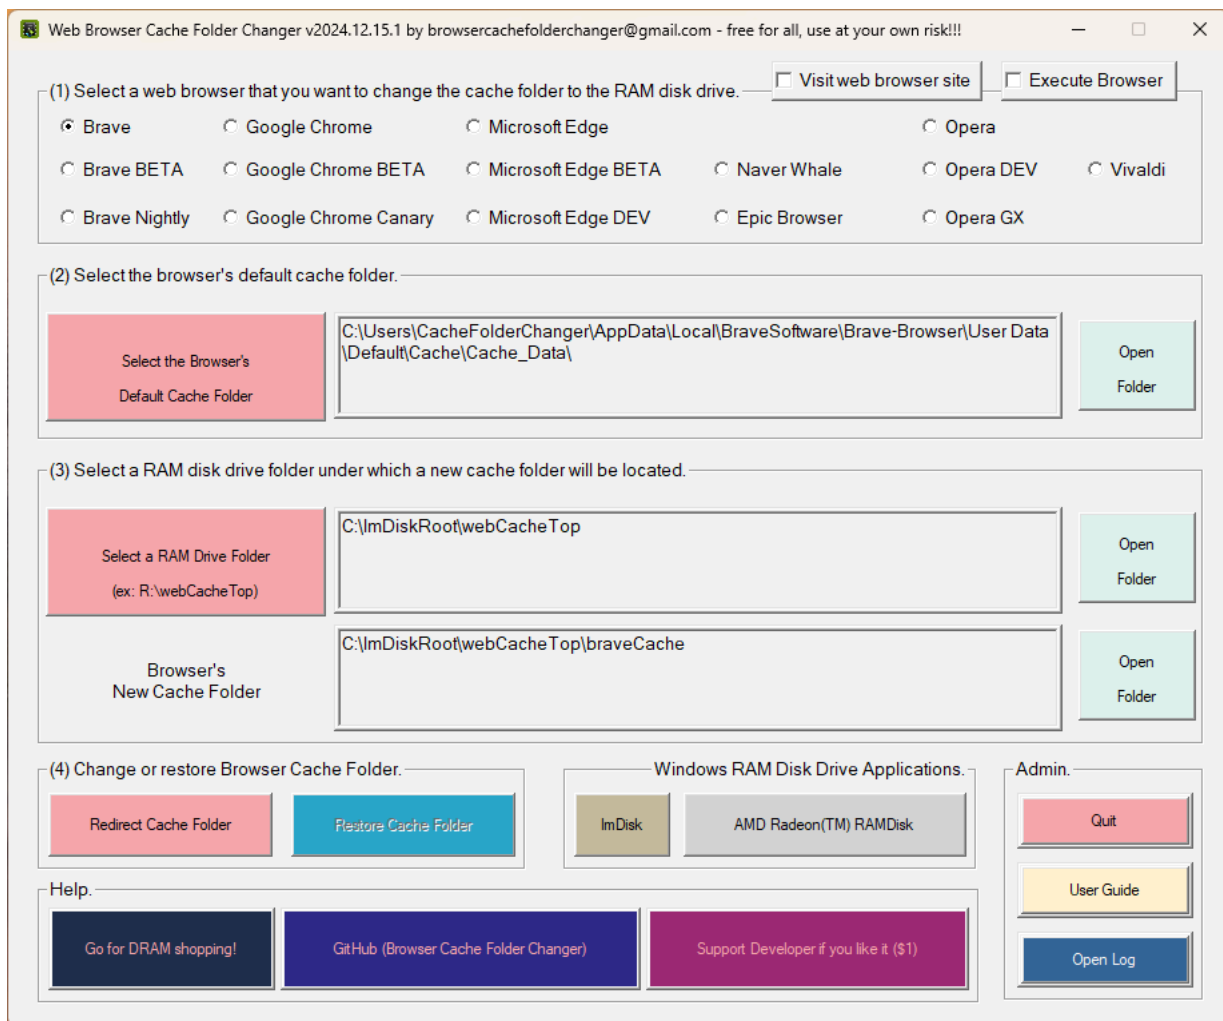 Web Browser Cache Folder Changer v2024.12.15.1 by browsercachefolderchanger@gmail.com - free for all, use at your own risk!!!
Visit web browser site
Execute Browser
(1) Select a web browser that you want to change the cache folder to the RAM disk drive.
Brave
Google Chrome
Microsoft Edge
Opera
Brave BETA
Google Chrome BETA
Microsoft Edge BETA
Naver Whale
Opera DEV
Vivaldi
Brave Nightly
Google Chrome Canary
Microsoft Edge DEV
Epic Browser
Opera GX
(2) Select the browser's default cache folder.
Select the Browser's
Default Cache Folder
C:\Users\CacheFolderChanger\AppData\Local\BraveSoftware\Brave-Browser\User Data
\Default\Cache\Cache_Data\
Open
Folder
(3) Select a RAM disk drive folder under which a new cache folder will be located.
Select a RAM Drive Folder
(ex: R:\webCacheTop)
C:\ImDiskRoot\webCacheTop
Open
Folder
Browser's
New Cache Folder
C:\ImDiskRoot\webCacheTop\braveCache
Open
Folder
(4) Change or restore Browser Cache Folder.
Redirect Cache Folder
Restore Cache Folder
Windows RAM Disk Drive Applications.
ImDisk
AMD Radeon(TM) RAMDisk
Admin.
Quit
User Guide
Open Log
Help.
Go for DRAM shopping!
GitHub (Browser Cache Folder Changer)
Support Developer if you like it ($1)